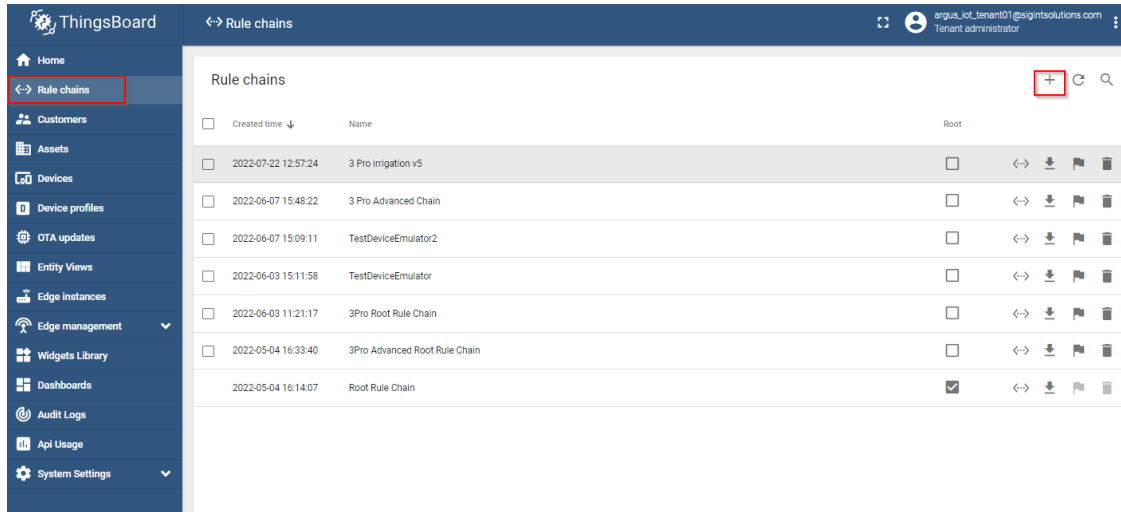 ThingsBoard
Rule chains
argus_iot_tenant01@sigintsolutions.com
Tenant administrator
Home
Rule chains
Customers
Assets
Devices
Device profiles
OTA updates
Entity Views
Edge instances
Edge management
Widgets Library
Dashboards
Audit Logs
Api Usage
System Settings
Rule chains
Created time Name Root
2022-07-22 12:57:24 3 Pro irrigation v5
2022-06-07 15:48:22 3 Pro Advanced Chain
2022-06-07 15:09:11 TestDeviceEmulator2
2022-06-03 15:11:58 TestDeviceEmulator
2022-06-03 11:21:17 3Pro Root Rule Chain
2022-05-04 16:33:40 3Pro Advanced Root Rule Chain
2022-05-04 16:14:07 Root Rule Chain